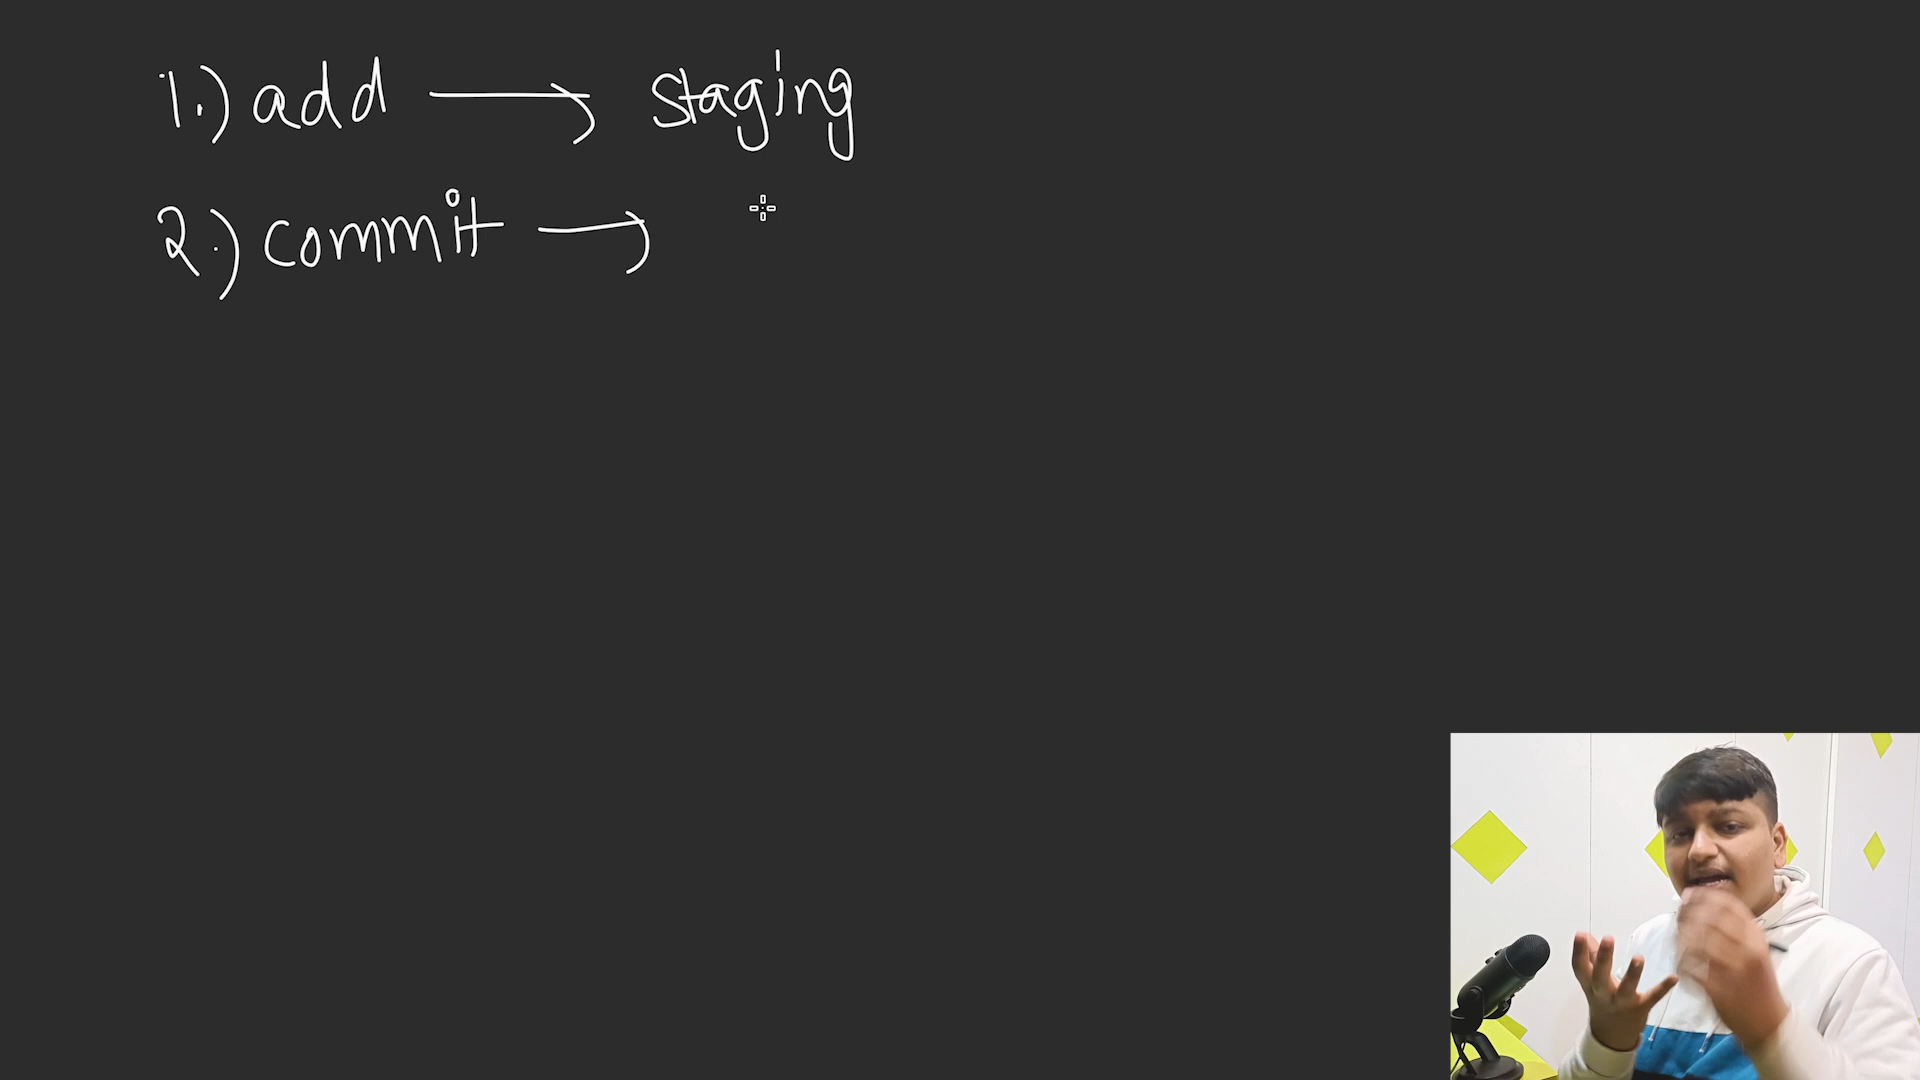 1.) add ⟶ staging
2.) commit ⟶